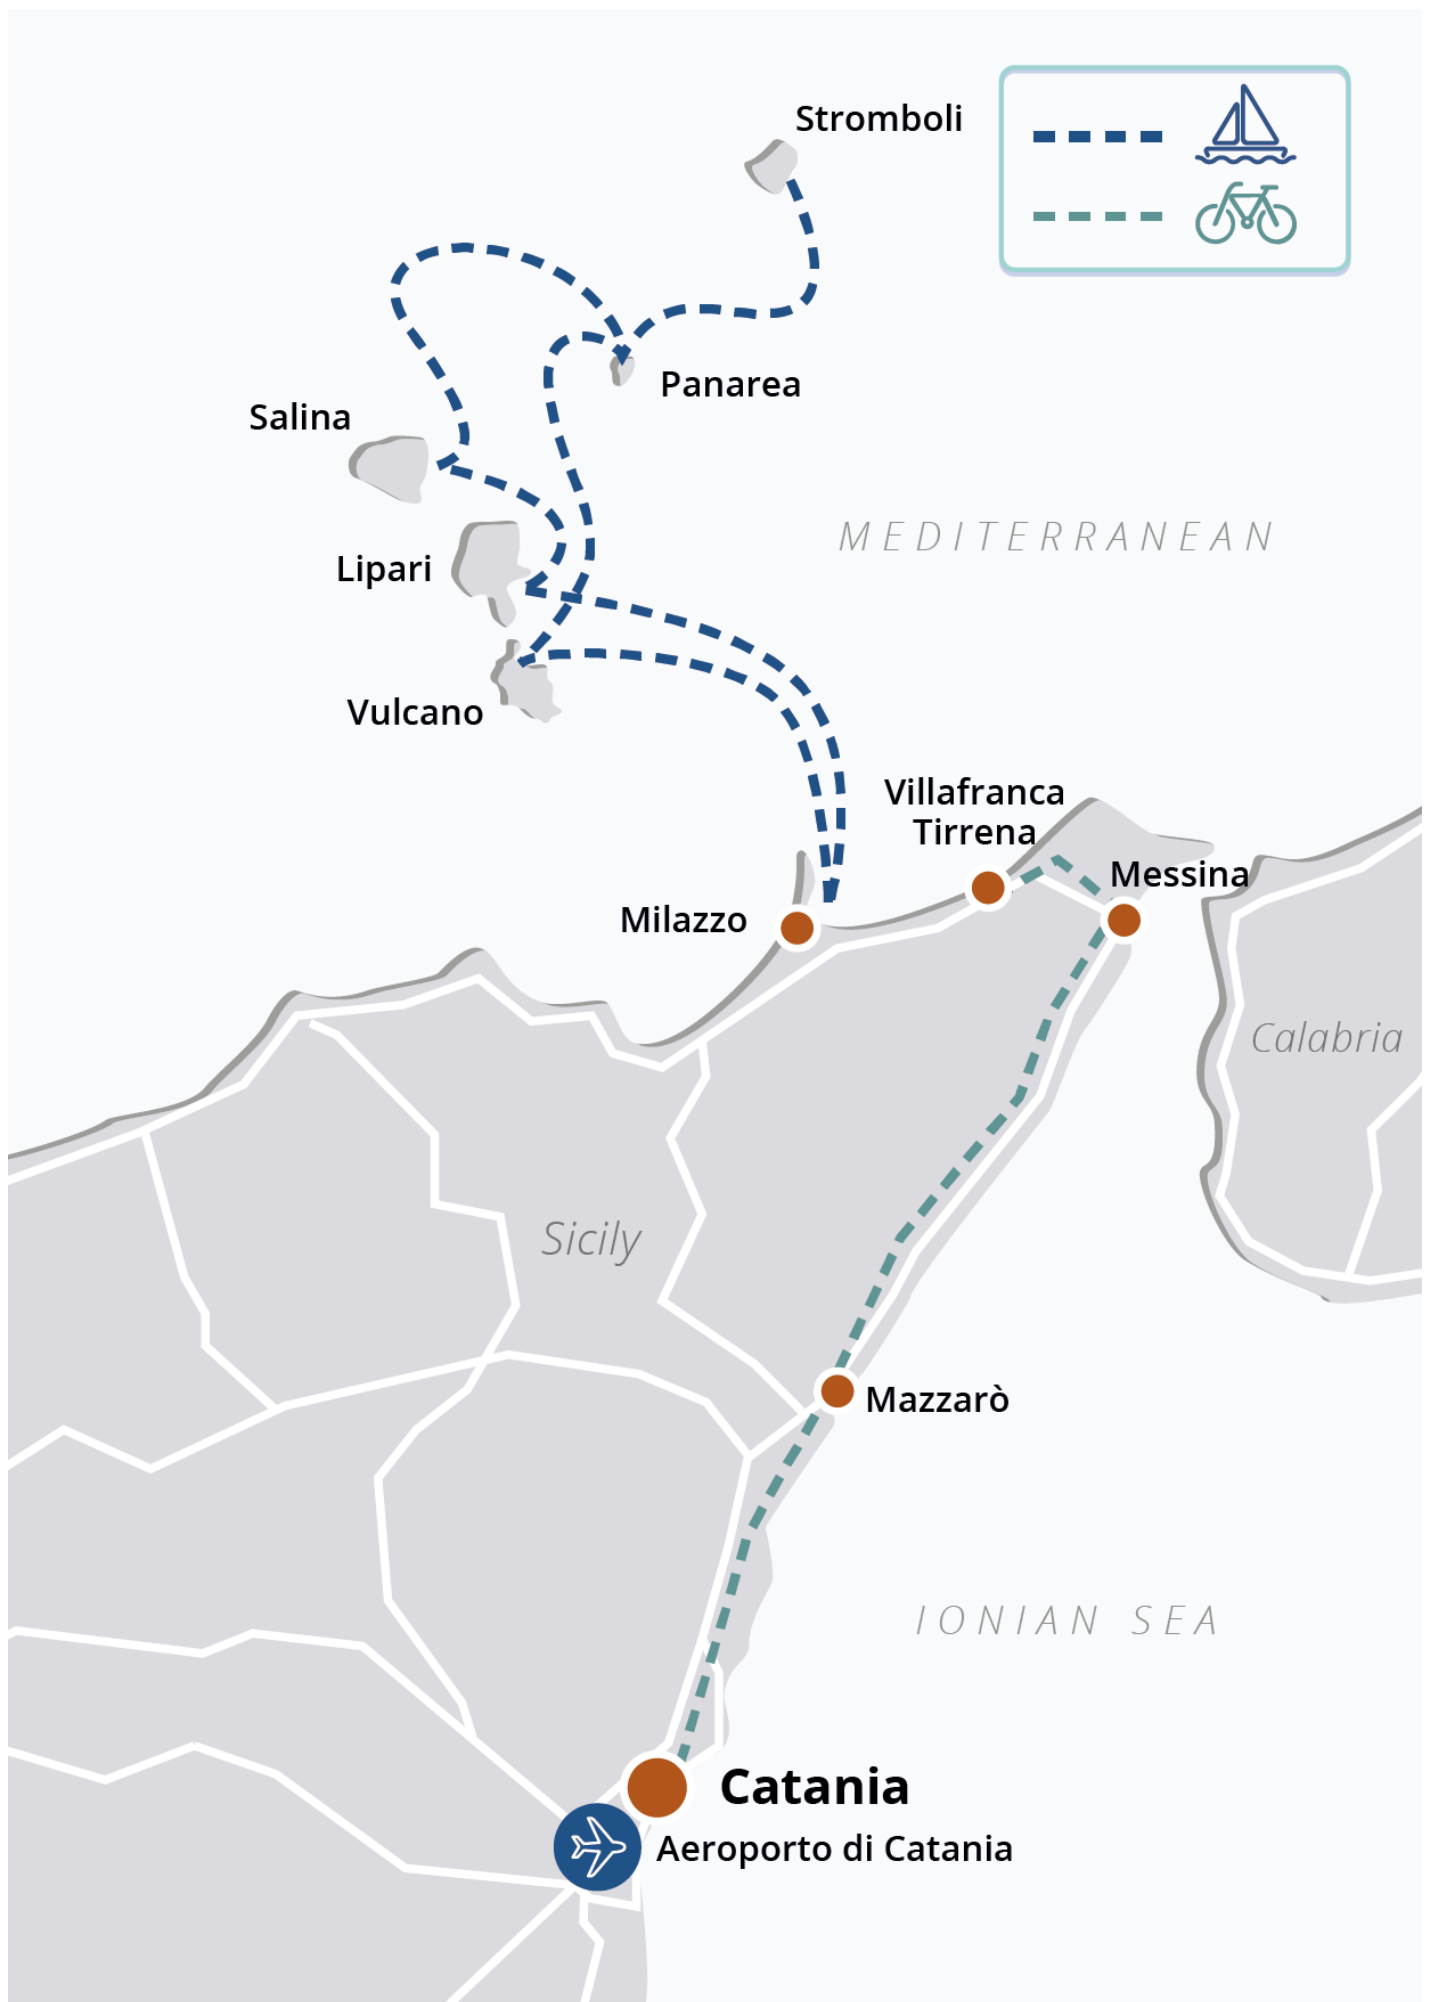 Stromboli
Panarea
Salina
MEDITERRANEAN
Lipari
Vulcano
Villafranca
Tirrena
Messina
Milazzo
Calabria
Sicily
Mazzarò
IONIAN SEA
Catania
Aeroporto di Catania